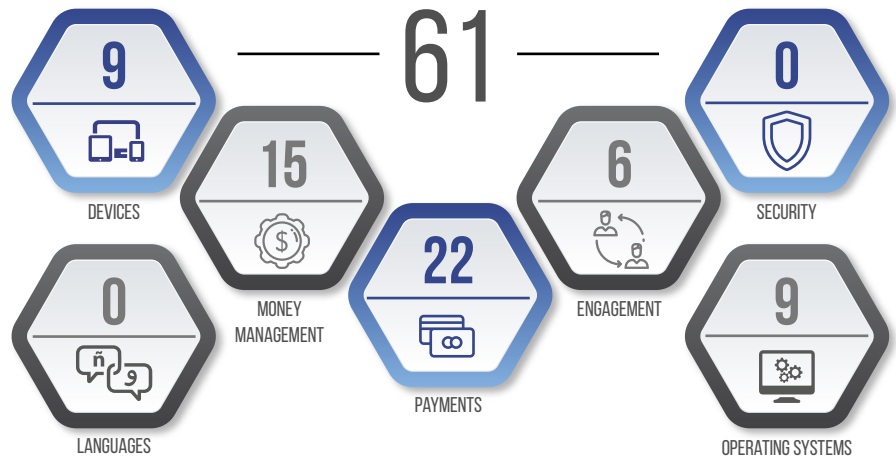 61
9
DEVICES
0
SECURITY
15
MONEY
MANAGEMENT
6
ENGAGEMENT
22
PAYMENTS
0
ñ
و
LANGUAGES
9
OPERATING SYSTEMS
$